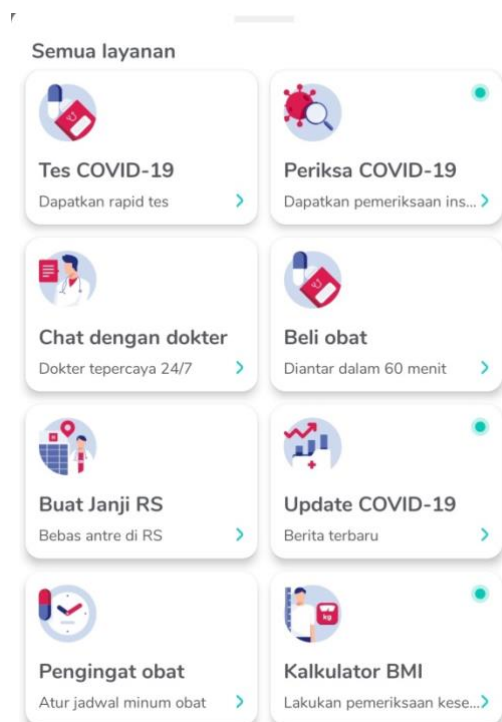 Semua layanan
Tes COVID-19
Dapatkan rapid tes
Periksa COVID-19
Dapatkan pemeriksaan ins...
Chat dengan dokter
Dokter tepercaya 24/7
Beli obat
Diantar dalam 60 menit
Buat Janji RS
Bebas antre di RS
Update COVID-19
Berita terbaru
Pengingat obat
Atur jadwal minum obat
Kalkulator BMI
kg
Lakukan pemeriksaan kese...